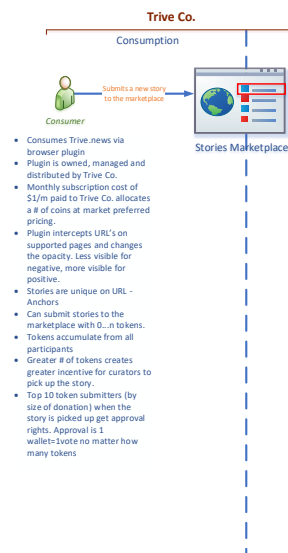 Trive Co.
Consumption
Submits a new story
to the marketplace
Consumer
Stories Marketplace
• Consumes Trive.news via
browser plugin
• Plugin is owned, managed and
distributed by Trive Co.
• Monthly subscription cost of
$1/m paid to Trive Co. allocates
a # of coins at market preferred
pricing.
• Plugin intercepts URL's on
supported pages and changes
the opacity. Less visible for
negative, more visible for
positive.
• Stories are unique on URL -
Anchors
• Can submit stories to the
marketplace with 0...n tokens.
• Tokens accumulate from all
participants
• Greater # of tokens creates
greater incentive for curators to
pick up the story.
• Top 10 token submitters (by
size of donation) when the
story is picked up get approval
rights. Approval is 1
wallet=1vote no matter how
many tokens